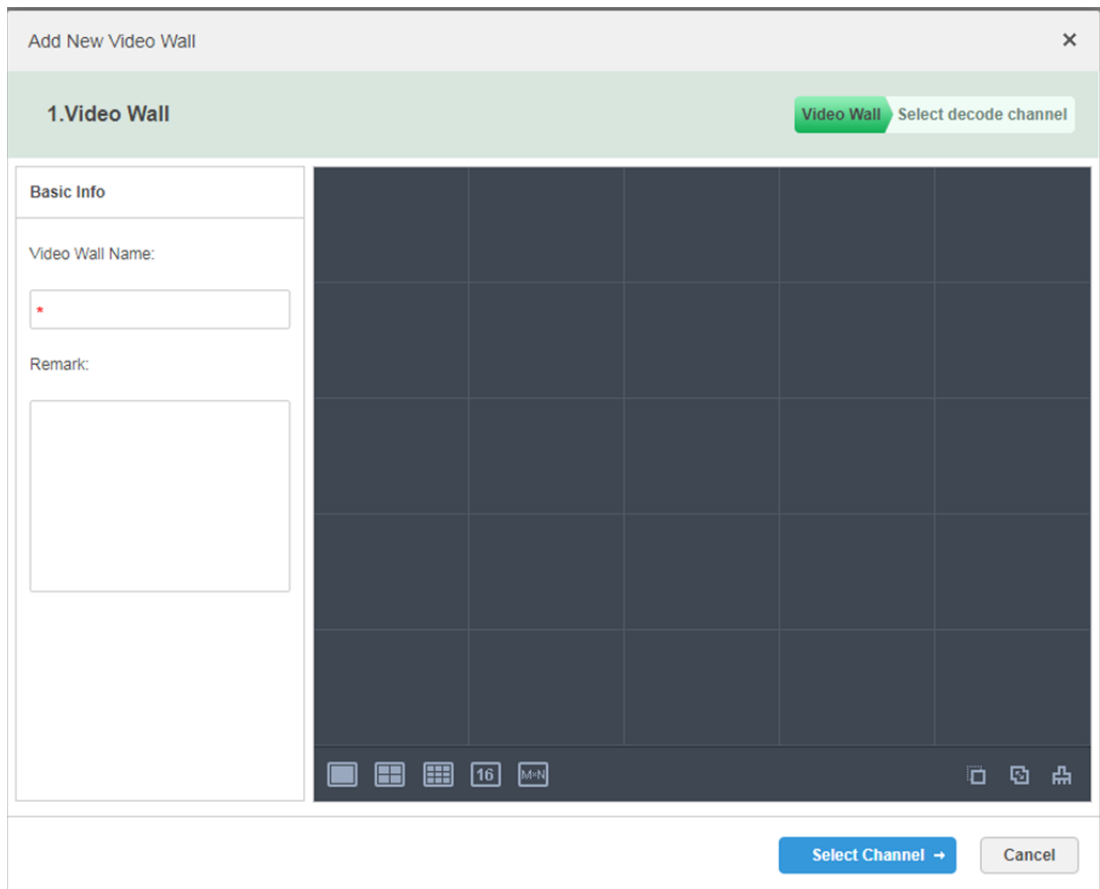 Add New Video Wall
1.Video Wall
Video Wall Select decode channel
Basic Info
Video Wall Name:
*
Remark:
16 M×N
Select Channel →
Cancel